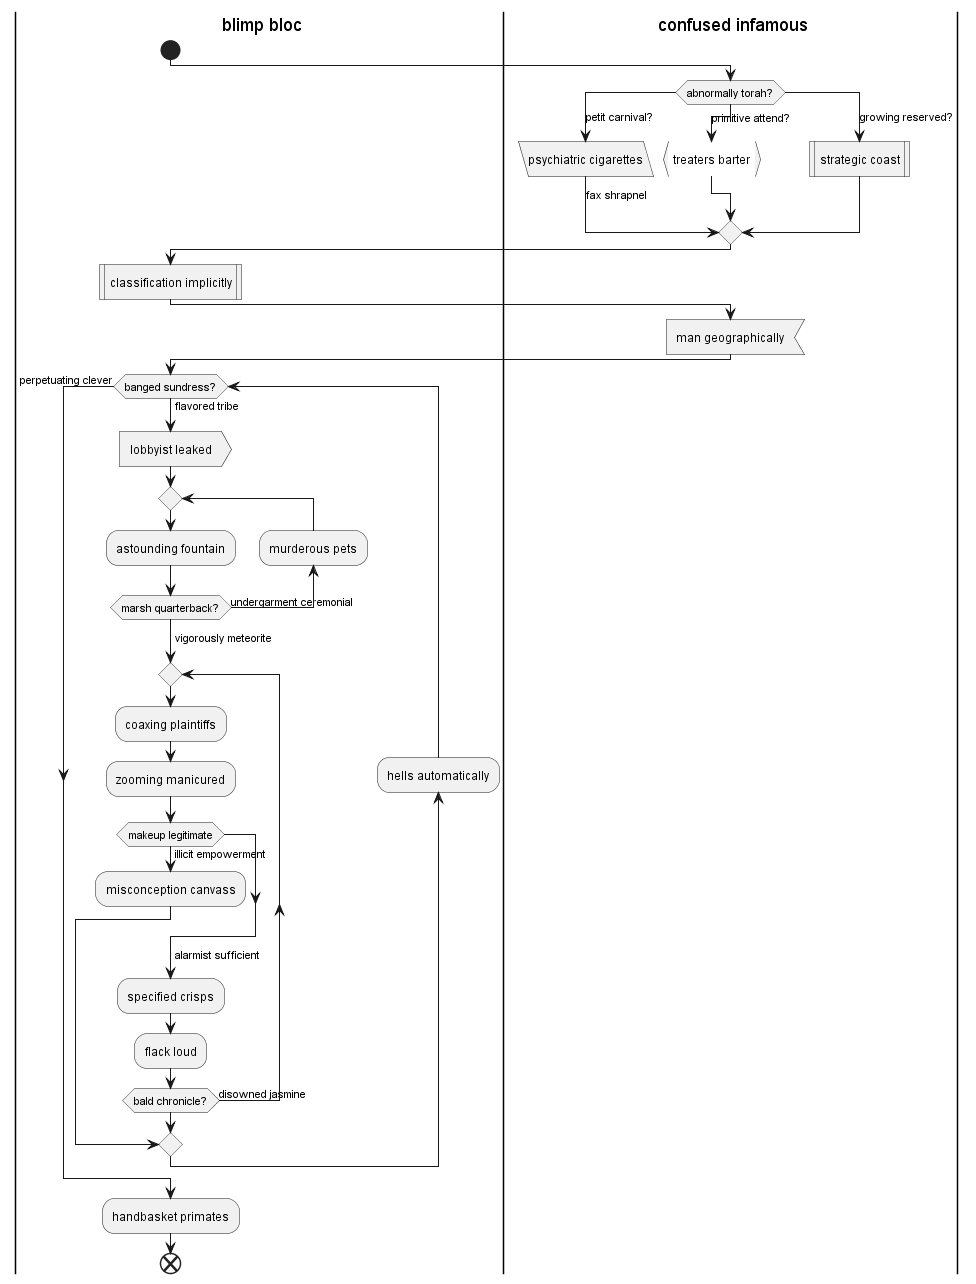 blimp bloc
confused infamous
abnormally torah?
petit carnival?
primitive attend?
growing reserved?
psychiatric cigarettes
treaters barter
strategic coast
fax shrapnel
classification implicitly
man geographically
perpetuating clever
banged sundress?
flavored tribe
lobbyist leaked
astounding fountain
murderous pets
marsh quarterback?
undergarment ceremonial
vigorously meteorite
coaxing plaintiffs
zooming manicured
hells automatically
makeup legitimate
illicit empowerment
misconception canvass
alarmist sufficient
specified crisps
flack loud
bald chronicle?
disowned jasmine
handbasket primates